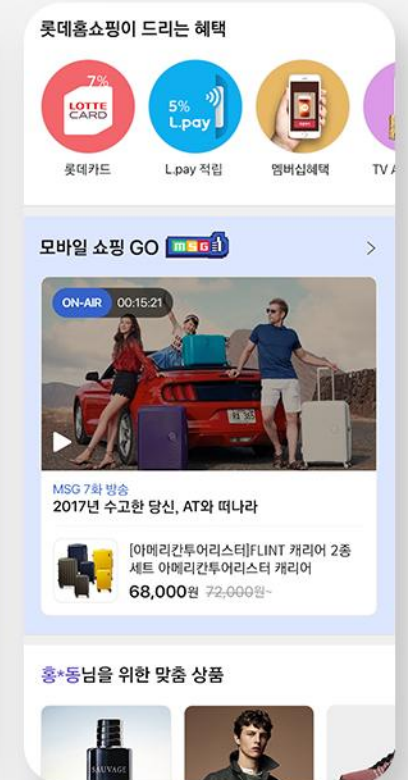 롯데홈쇼핑이 드리는 혜택
7%
LOTTE
CARD
5%
L.pay
롯데카드
L.pay 적립
멤버십혜택
TV
모바일 쇼핑 GO MSG
ON-AIR 00:15:21
MSG 7화 방송
2017년 수고한 당신, AT와 떠나라
[아메리칸투어리스터]FLINT 캐리어 2종
세트 아메리칸투어리스터 캐리어
68,000원 72,000원~
홍*동님을 위한 맞춤 상품
SAUVAGE